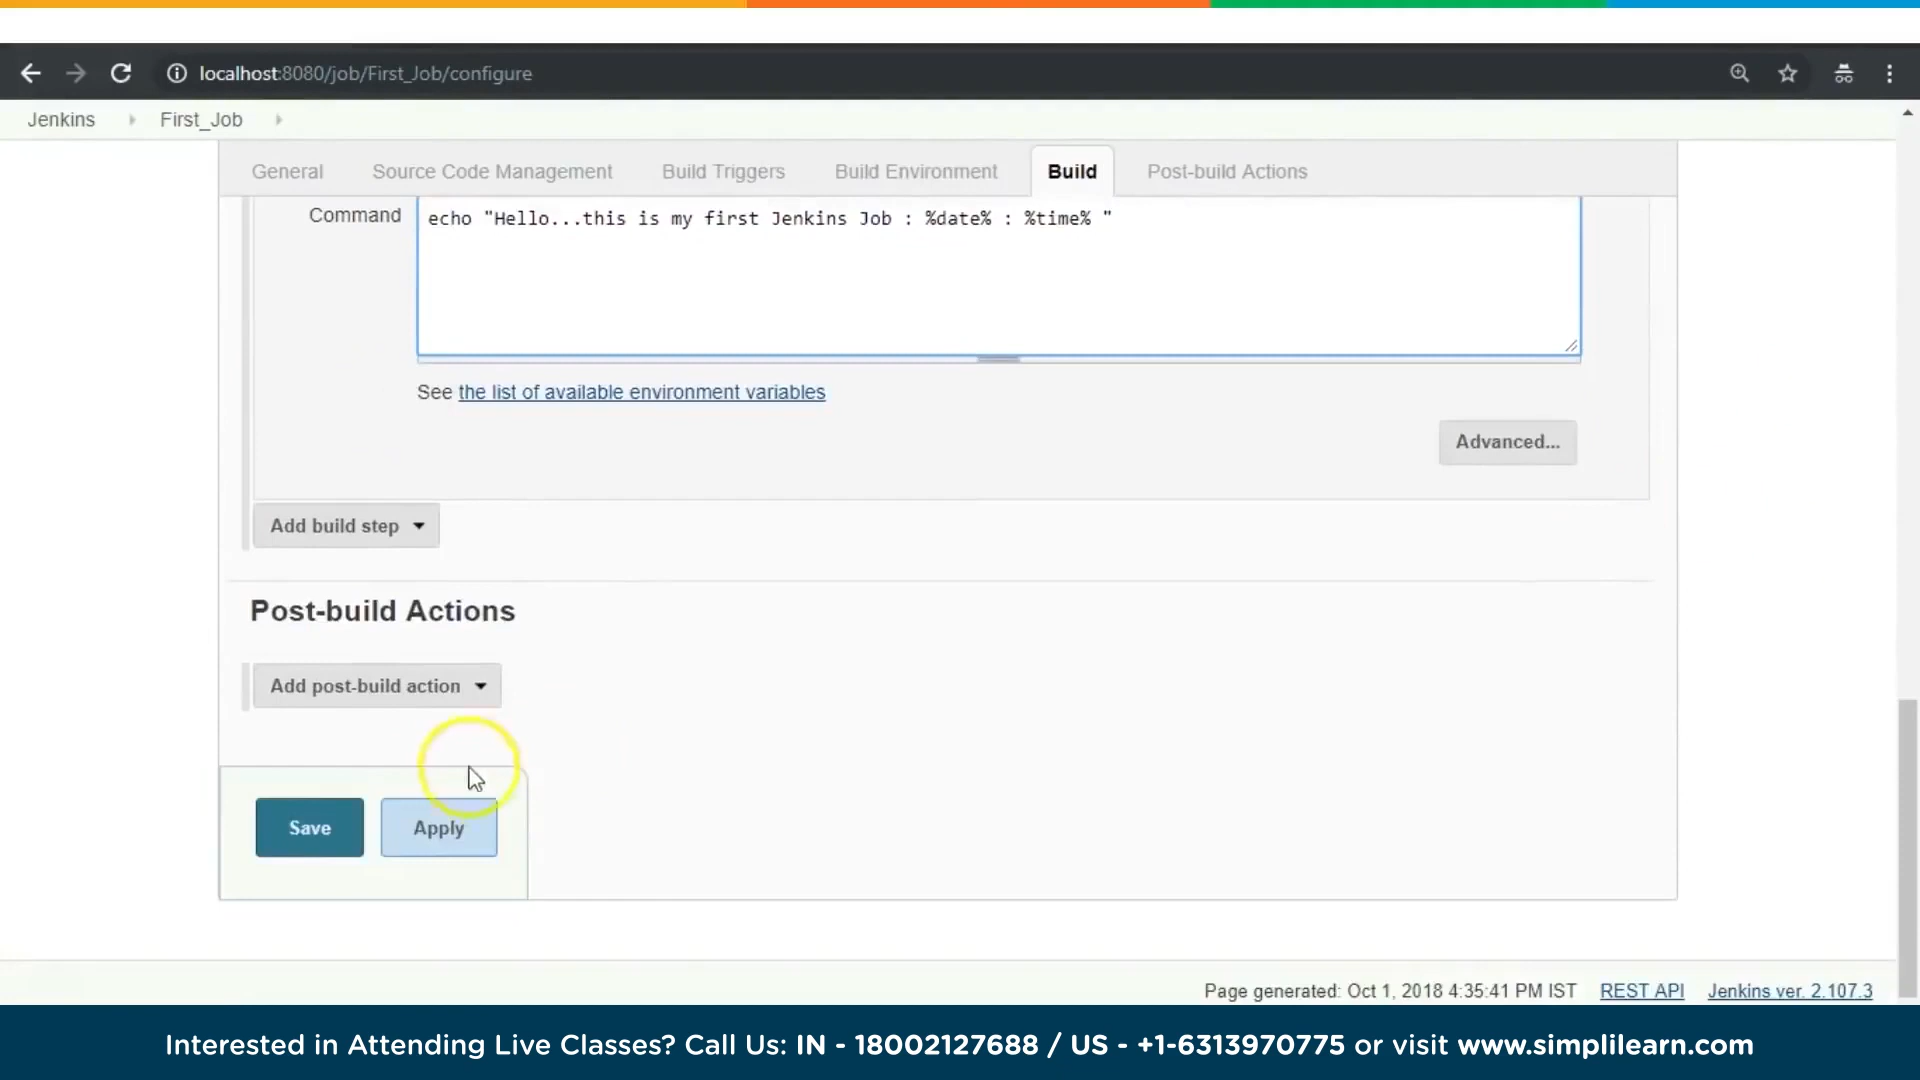 localhost:8080/job/First_Job/configure
Jenkins First_Job
General Source Code Management Build Triggers Build Environment Build Post-build Actions
Command echo "Hello...this is my first Jenkins Job : %date% : %time% "
See the list of available environment variables
Advanced...
Add build step
Post-build Actions
Add post-build action
Save Apply
Page generated: Oct 1, 2018 4:35:41 PM IST REST API Jenkins ver. 2.107.3
Interested in Attending Live Classes? Call Us: IN - 18002127688 / US - +1-6313970775 or visit www.simplilearn.com